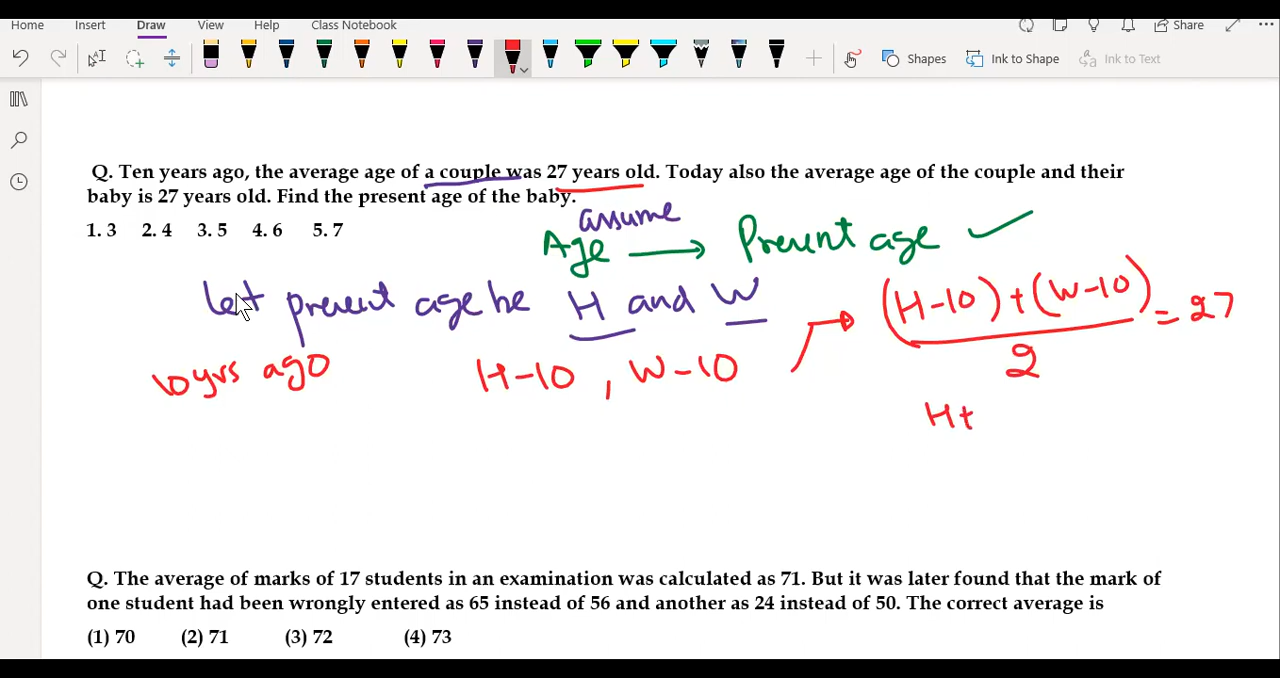 Home Insert Draw View Help Class Notebook Share
Shapes Ink to Shape Ink to Text
Q. Ten years ago, the average age of a couple was 27 years old. Today also the average age of the couple and their
baby is 27 years old. Find the present age of the baby.
1. 3 2. 4 3. 5 4. 6 5. 7
assume
Age → Present age ✓
let present age be H and W
(H-10)+(W-10) = 27
2
10 yrs ago H-10 , W-10
H+
Q. The average of marks of 17 students in an examination was calculated as 71. But it was later found that the mark of
one student had been wrongly entered as 65 instead of 56 and another as 24 instead of 50. The correct average is
(1) 70 (2) 71 (3) 72 (4) 73